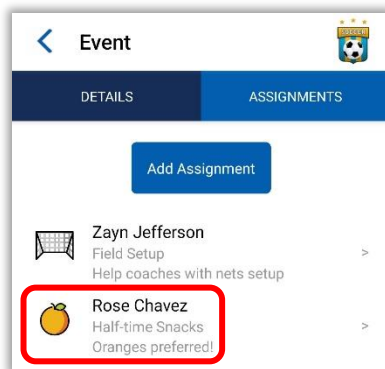 Event
SOCCER
DETAILS
ASSIGNMENTS
Add Assignment
Zayn Jefferson
Field Setup
>
Help coaches with nets setup
Rose Chavez
Half-time Snacks
>
Oranges preferred!